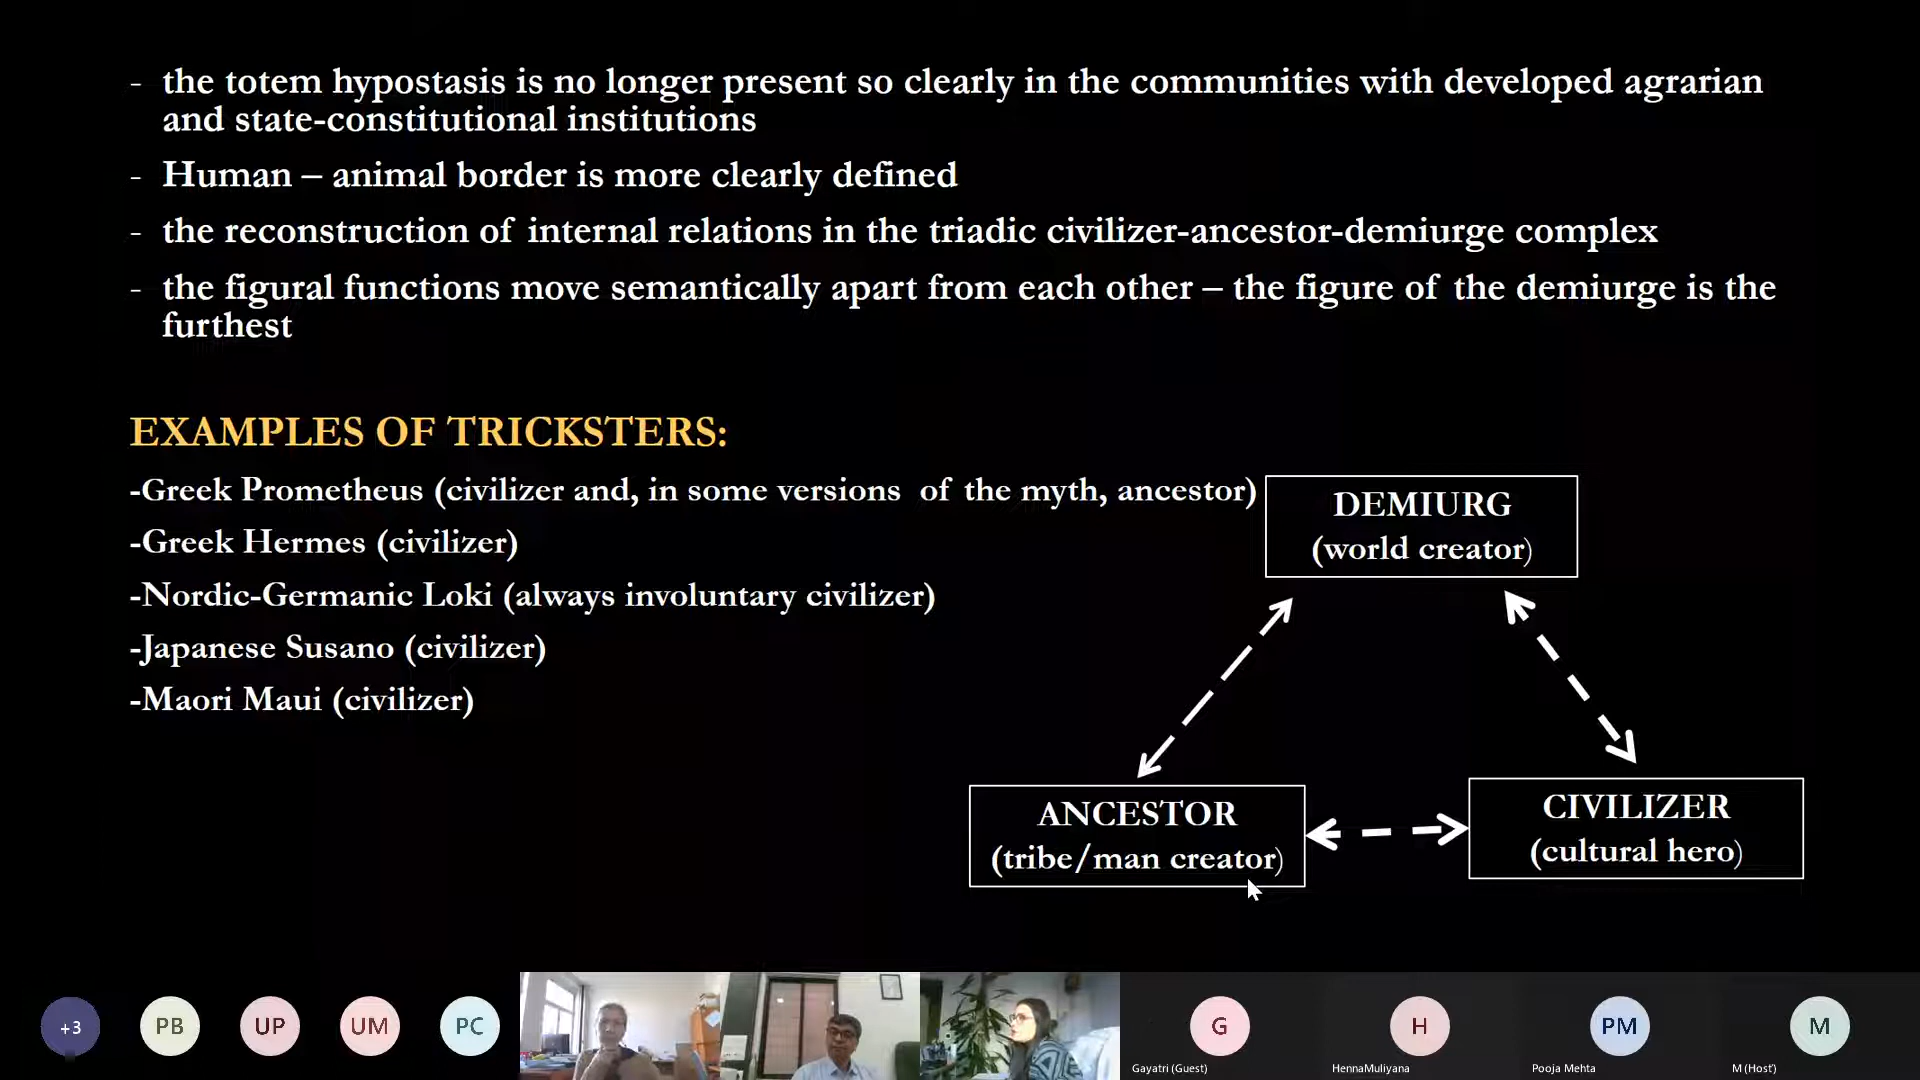 - the totem hypostasis is no longer present so clearly in the communities with developed agrarian
and state-constitutional institutions
- Human – animal border is more clearly defined
- the reconstruction of internal relations in the triadic civilizer-ancestor-demiurge complex
- the figural functions move semantically apart from each other – the figure of the demiurge is the
furthest
EXAMPLES OF TRICKSTERS:
-Greek Prometheus (civilizer and, in some versions of the myth, ancestor)
-Greek Hermes (civilizer)
-Nordic-Germanic Loki (always involuntary civilizer)
-Japanese Susano (civilizer)
-Maori Maui (civilizer)
DEMIURG
(world creator)
ANCESTOR
(tribe/man creator)
CIVILIZER
(cultural hero)
+3
PB
UP
UM
PC
G
H
PM
M
Gayatri (Guest)
HennaMuliyana
Pooja Mehta
M (Host')